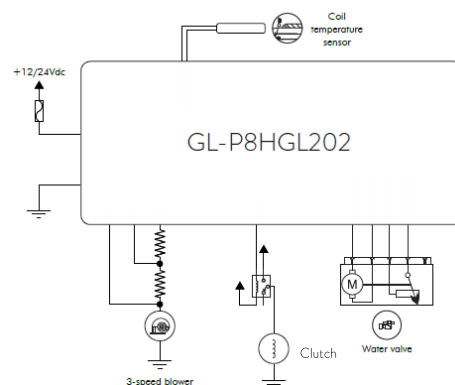 Coil
temperature
sensor
+12/24Vdc
GL-P8HGL202
M
Clutch
Water valve
3-speed blower